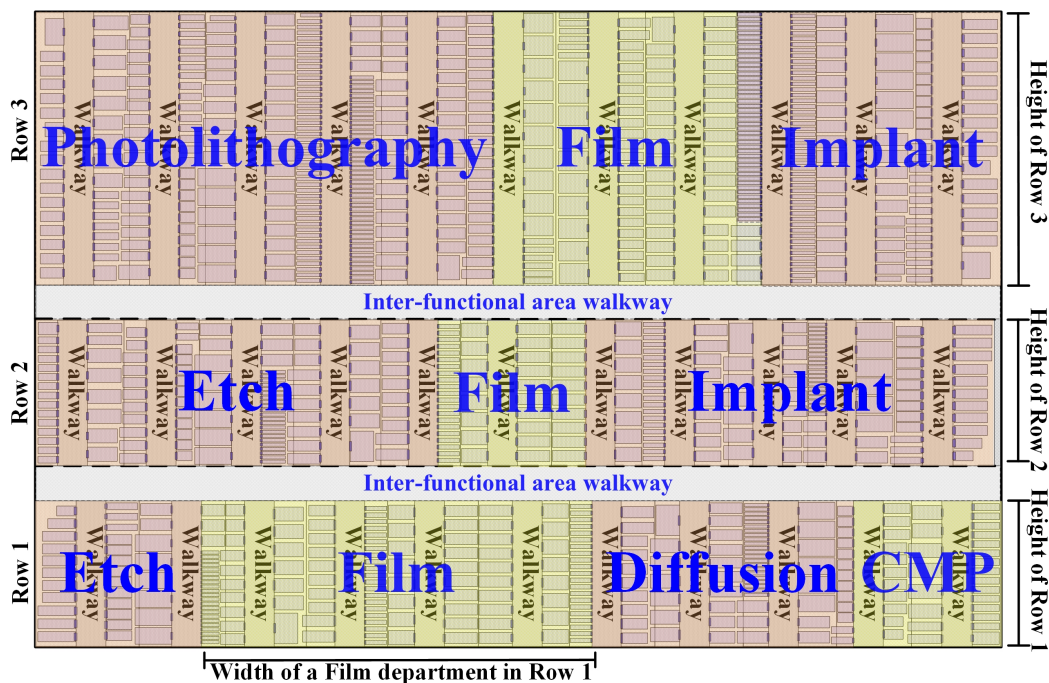 Row 3
Walkway Walkway Walkway Walkway Walkway Walkway Walkway Walkway Walkway
Photolithography Film Implant
Height of Row 3
Inter-functional area walkway
Row 2
Walkway Walkway Walkway Walkway Walkway Walkway Walkway Walkway Walkway Walkway
Etch Film Implant
Height of Row 2
Inter-functional area walkway
Row 1
Walkway Walkway Walkway Walkway Walkway Walkway Walkway Walkway Walkway Walkway
Etch Film Diffusion CMP
Height of Row 1
Width of a Film department in Row 1